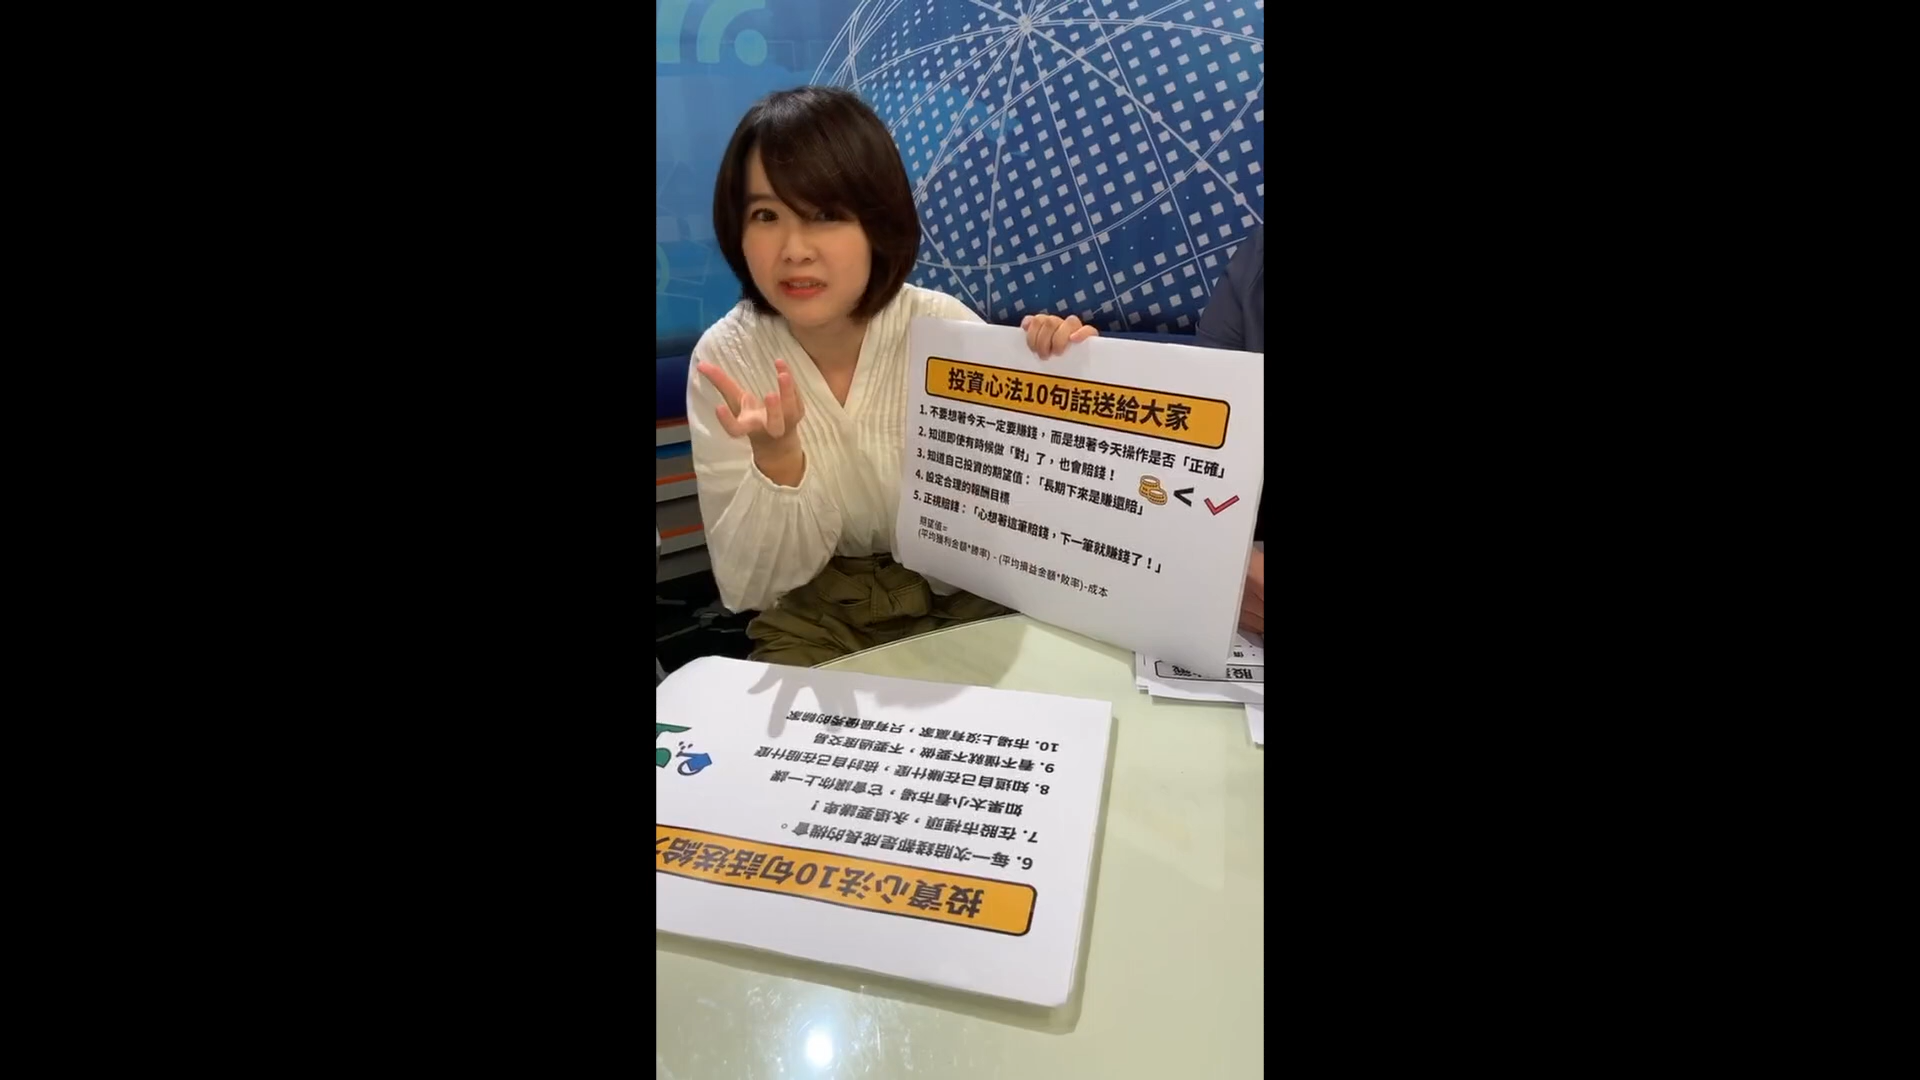 投資心法10句話送給大家
1. 不要想著今天一定要賺錢，而是想著今天操作是否「正確」
2. 知道即使有時候做「對」了，也會賠錢！
3. 知道自己投資的期望值：「長期下來是賺還賠」
<
4. 設定合理的報酬目標
5. 正視賠錢：「心想著這筆賠錢，下一筆就賺錢了！」
期望值=
(平均獲利金額*勝率) - (平均損益金額*敗率)-成本
投資心法10句話送給
6. 每一次賠錢都是成長的機會。
7. 在股市裡頭，永遠要謙卑！
如果太小看市場，它會讓你上一課
8. 知道自己在賺什麼，檢討自己在賠什麼
9. 看不懂就不要做，不要過度交易
10. 市場上沒有贏家，只有最優秀的輸家